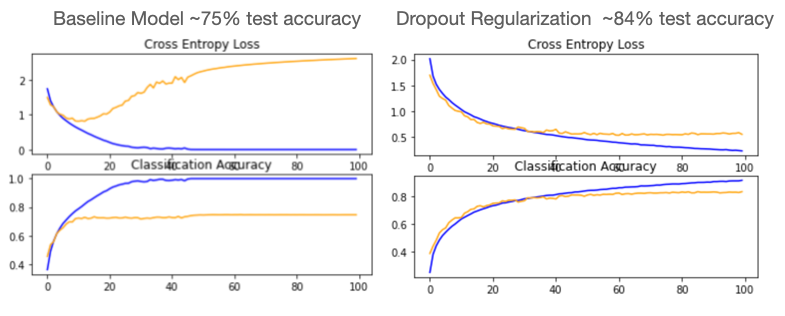 Baseline Model ~75% test accuracy
Cross Entropy Loss
2
1
0
0 20 40 60 80 100
Classification Accuracy
1.0
0.8
0.6
0.4
0 20 40 60 80 100
Dropout Regularization ~84% test accuracy
Cross Entropy Loss
2.0
1.5
1.0
0.5
0 20 40 60 80 100
Classification Accuracy
0.8
0.6
0.4
0 20 40 60 80 100